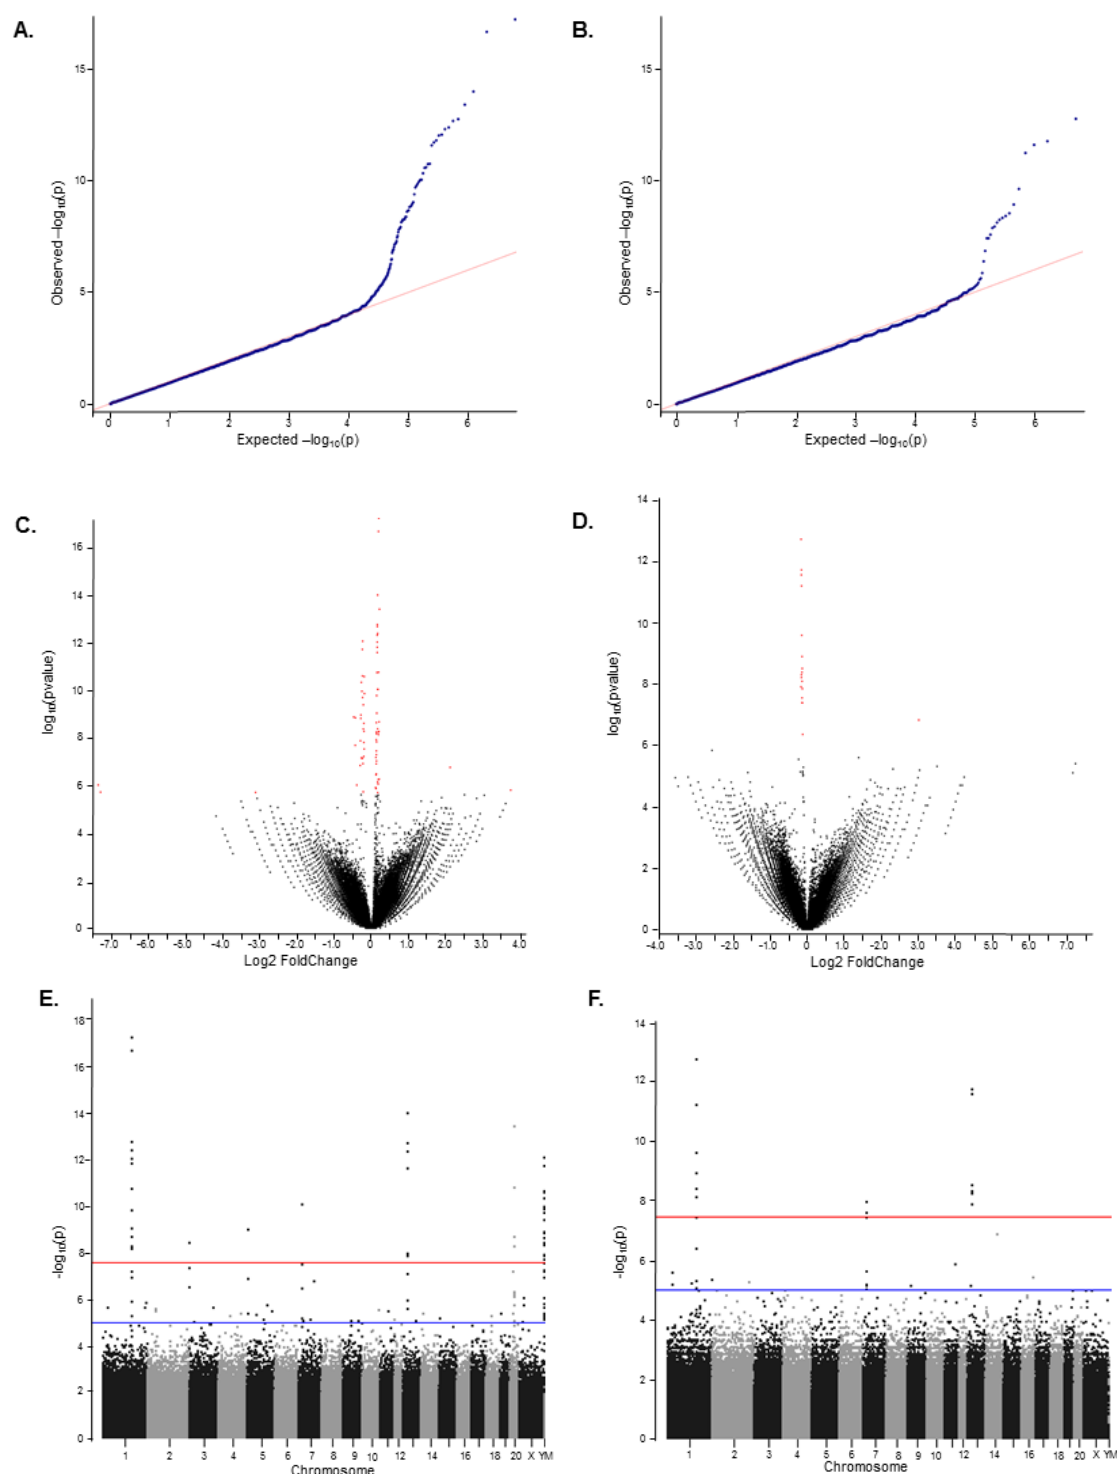 A.
B.
15
10
5
0
Observed –log₁₀(p)
0 1 2 3 4 5 6
Expected –log₁₀(p)
15
10
5
0
Observed –log₁₀(p)
0 1 2 3 4 5 6
Expected –log₁₀(p)
C.
D.
16
14
12
10
8
6
4
2
0
log₁₀(pvalue)
-7.0 -6.0 -5.0 -4.0 -3.0 -2.0 -1.0 0 1.0 2.0 3.0 4.0
Log2 FoldChange
14
12
10
8
6
4
2
0
log₁₀(pvalue)
-4.0 -3.0 -2.0 -1.0 0 1.0 2.0 3.0 4.0 5.0 6.0 7.0
Log2 FoldChange
E.
F.
18
16
14
12
10
8
6
4
2
0
-log₁₀(p)
1 2 3 4 5 6 7 8 9 10 12 14 16 18 20 X YM
Chromosome
14
12
10
8
6
4
2
0
-log₁₀(p)
1 2 3 4 5 6 7 8 9 10 12 14 16 18 20 X YM
Chromosome